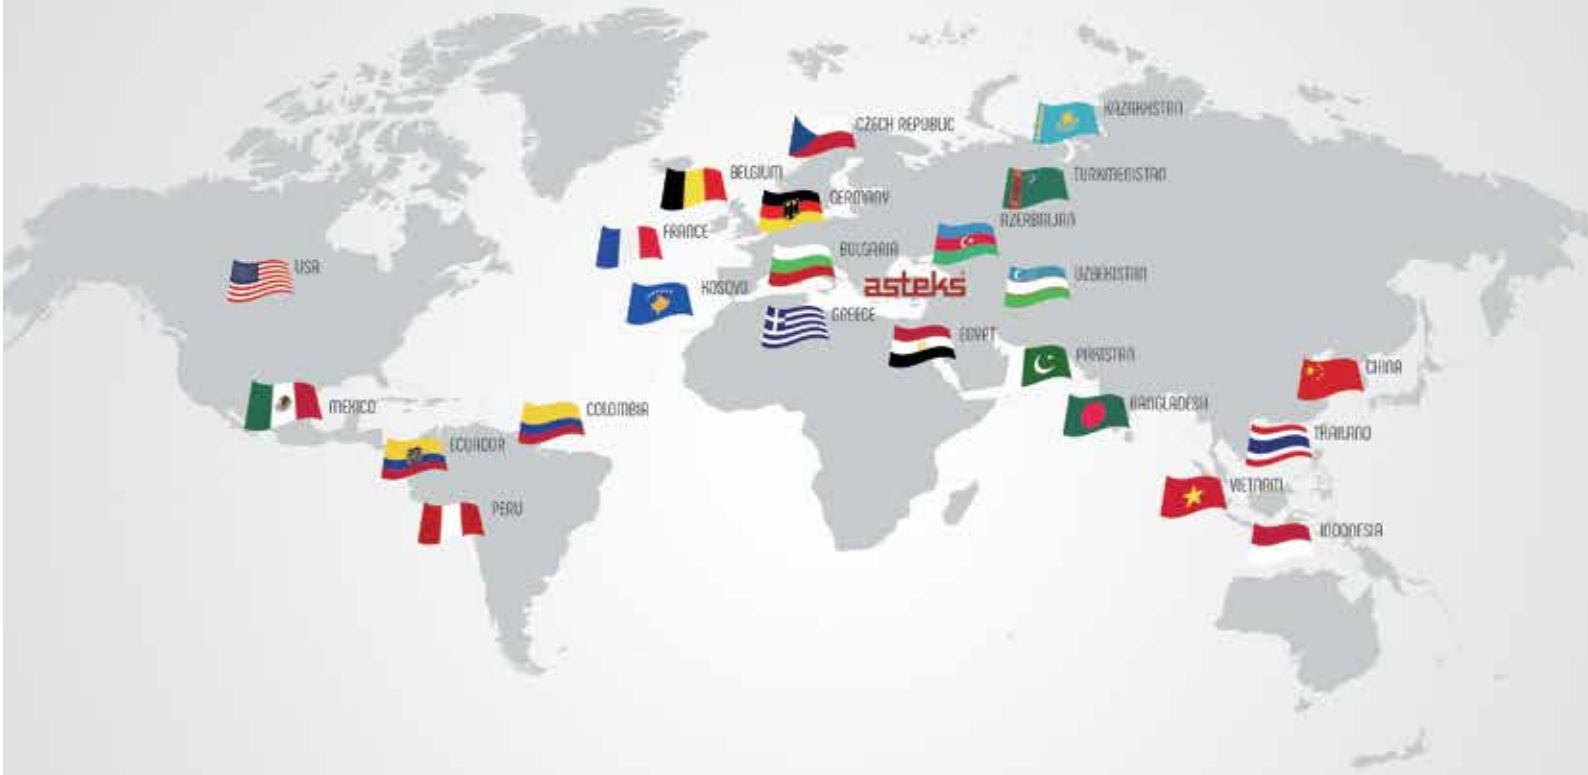 KAZAKHSTAN
CZECH REPUBLIC
BELGIUM
TURKMENISTAN
GERMANY
AZERBAIJAN
FRANCE
BULGARIA
USA
UZBEKISTAN
KOSOVO
asteks
GREECE
EGYPT
PAKISTAN
CHINA
MEXICO
COLOMBIA
BANGLADESH
THAILAND
ECUADOR
VIETNAM
PERU
INDONESIA